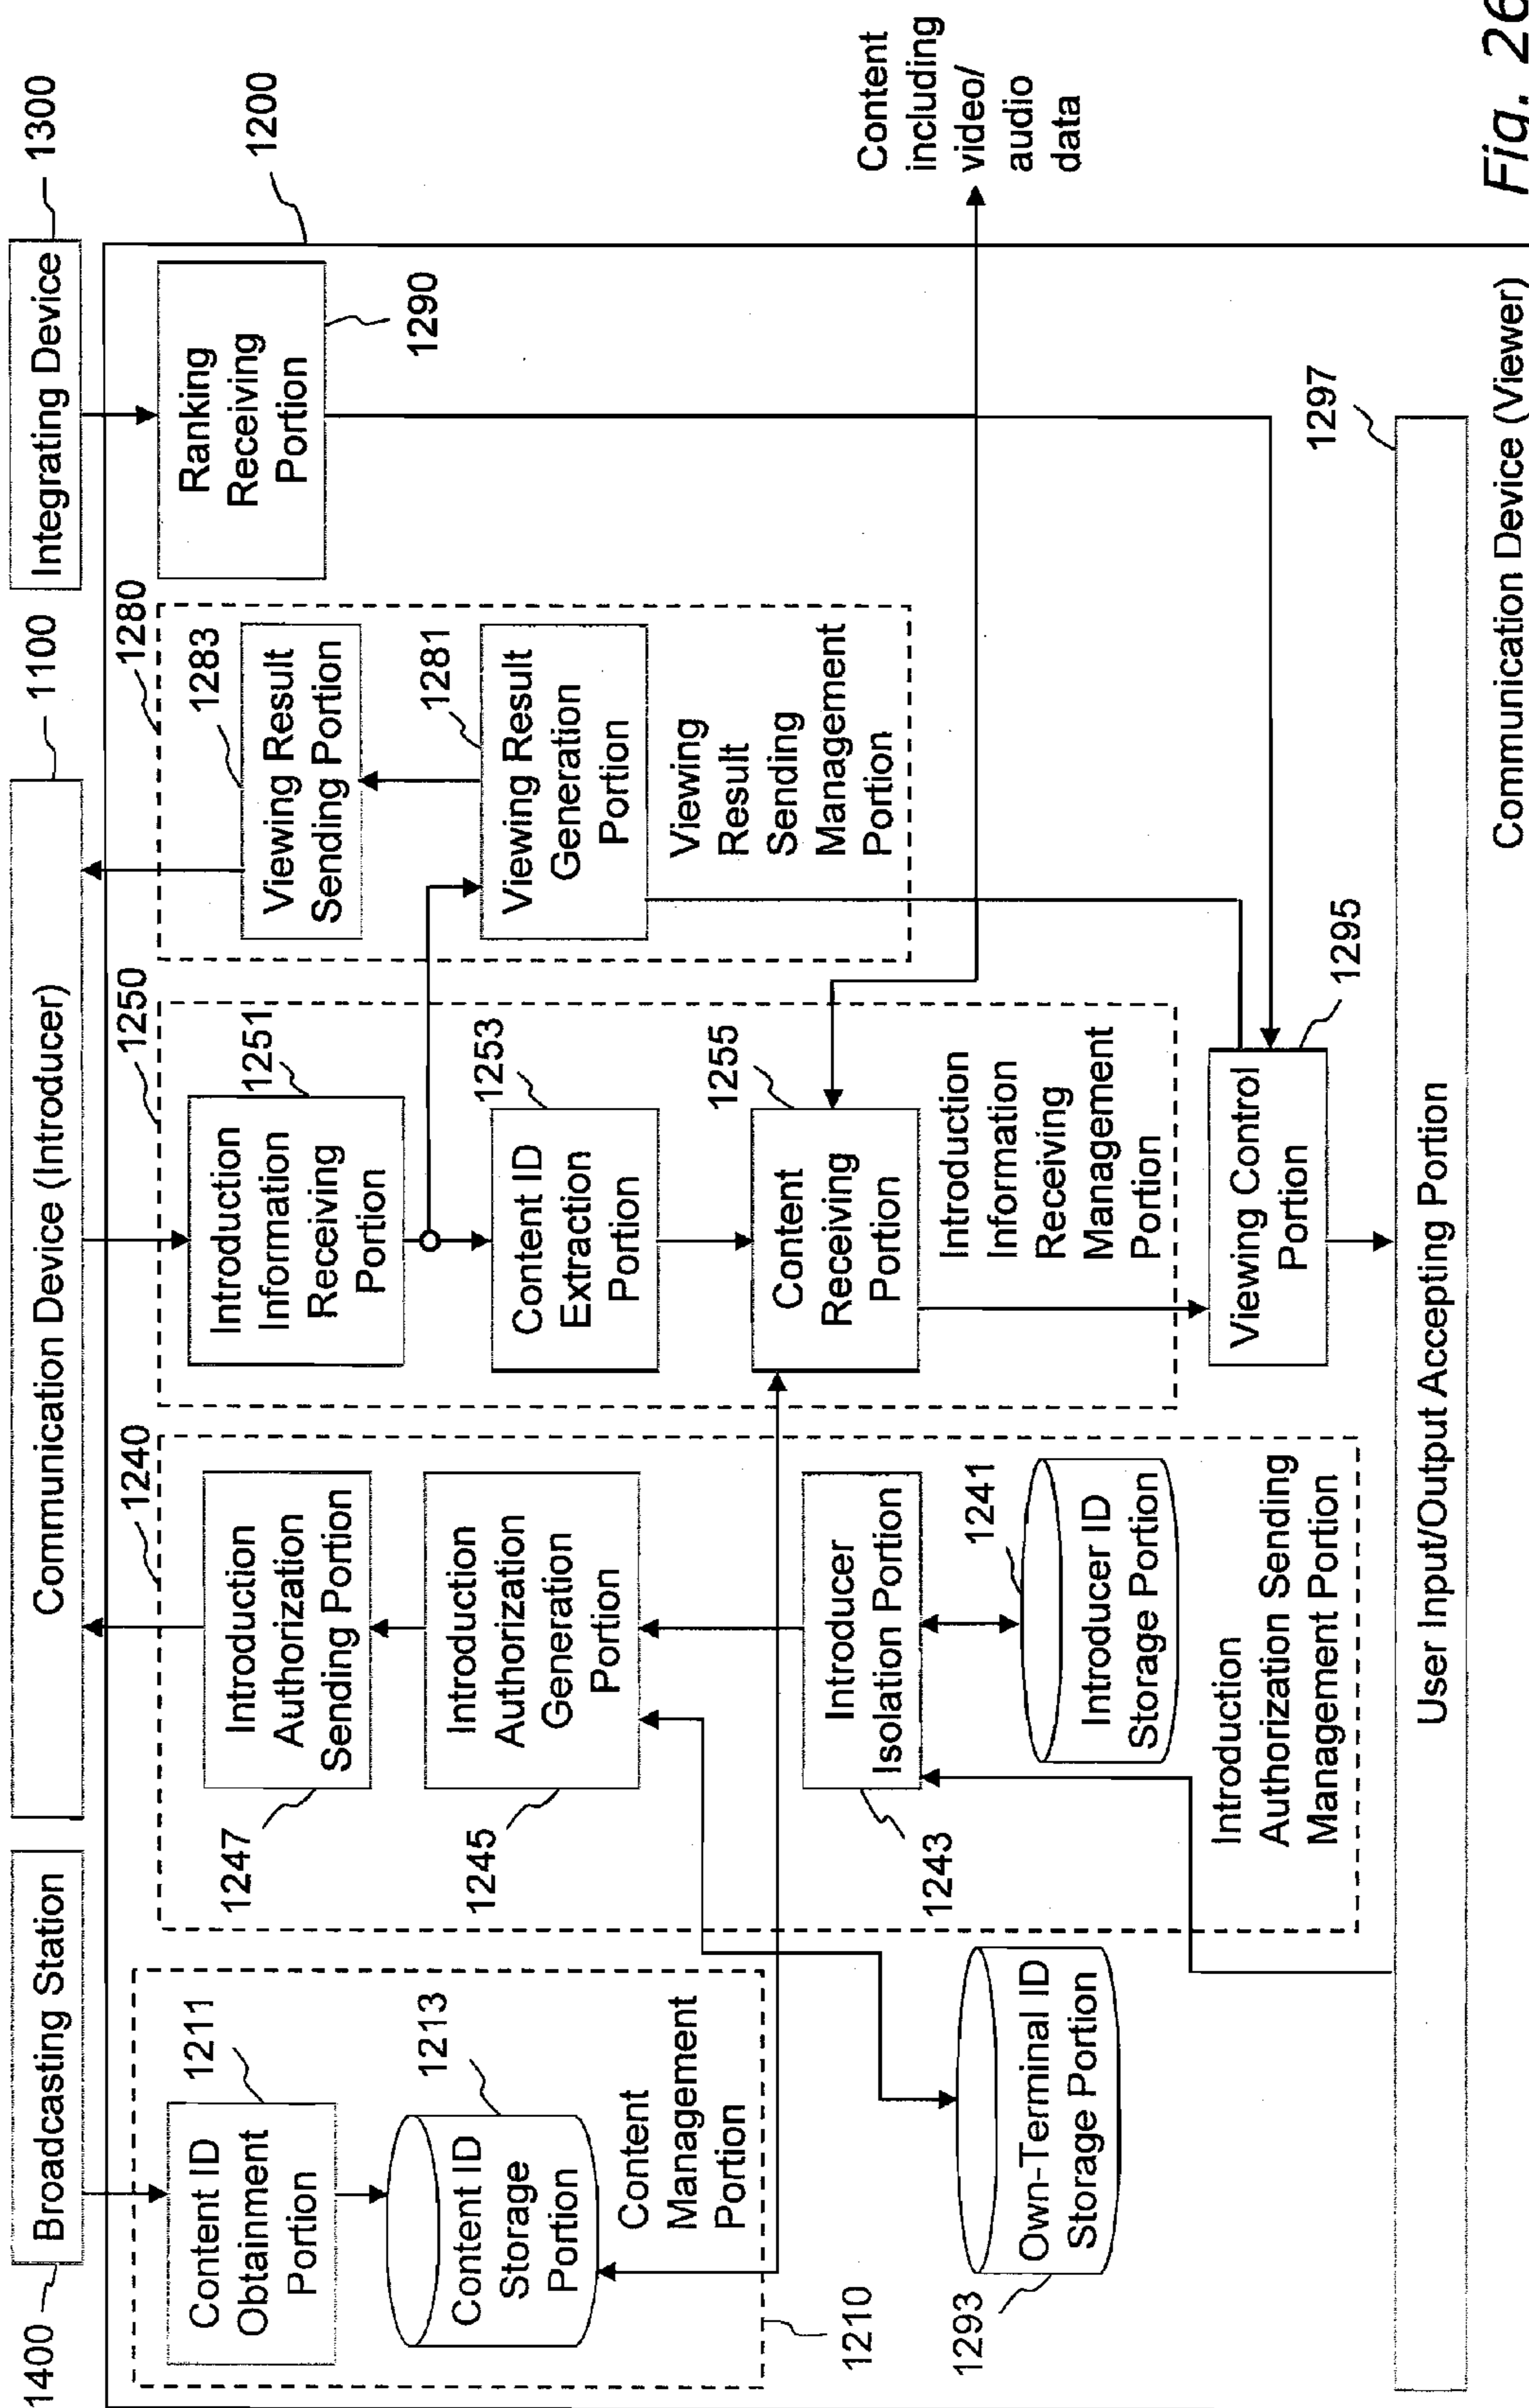 1400
Broadcasting Station
Communication Device (Introducer)
1100
Integrating Device
1300
1200
Content ID
Obtainment
Portion
1211
Content ID
Storage
Portion
1213
Content
Management
Portion
1210
Own-Terminal ID
Storage Portion
1293
1240
Introduction
Authorization
Sending Portion
1247
Introduction
Authorization
Generation
Portion
1245
Introducer
Isolation Portion
1243
Introducer ID
Storage Portion
1241
Introduction
Authorization Sending
Management Portion
1250
Introduction
Information
Receiving
Portion
1251
Content ID
Extraction
Portion
1253
Content
Receiving
Portion
1255
Introduction
Information
Receiving
Management
Portion
1280
Viewing Result
Sending Portion
1283
Viewing Result
Generation
Portion
1281
Viewing
Result
Sending
Management
Portion
Ranking
Receiving
Portion
1290
Content
including
video/
audio
data
Viewing Control
Portion
1295
User Input/Output Accepting Portion
1297
Communication Device (Viewer)
Fig. 26